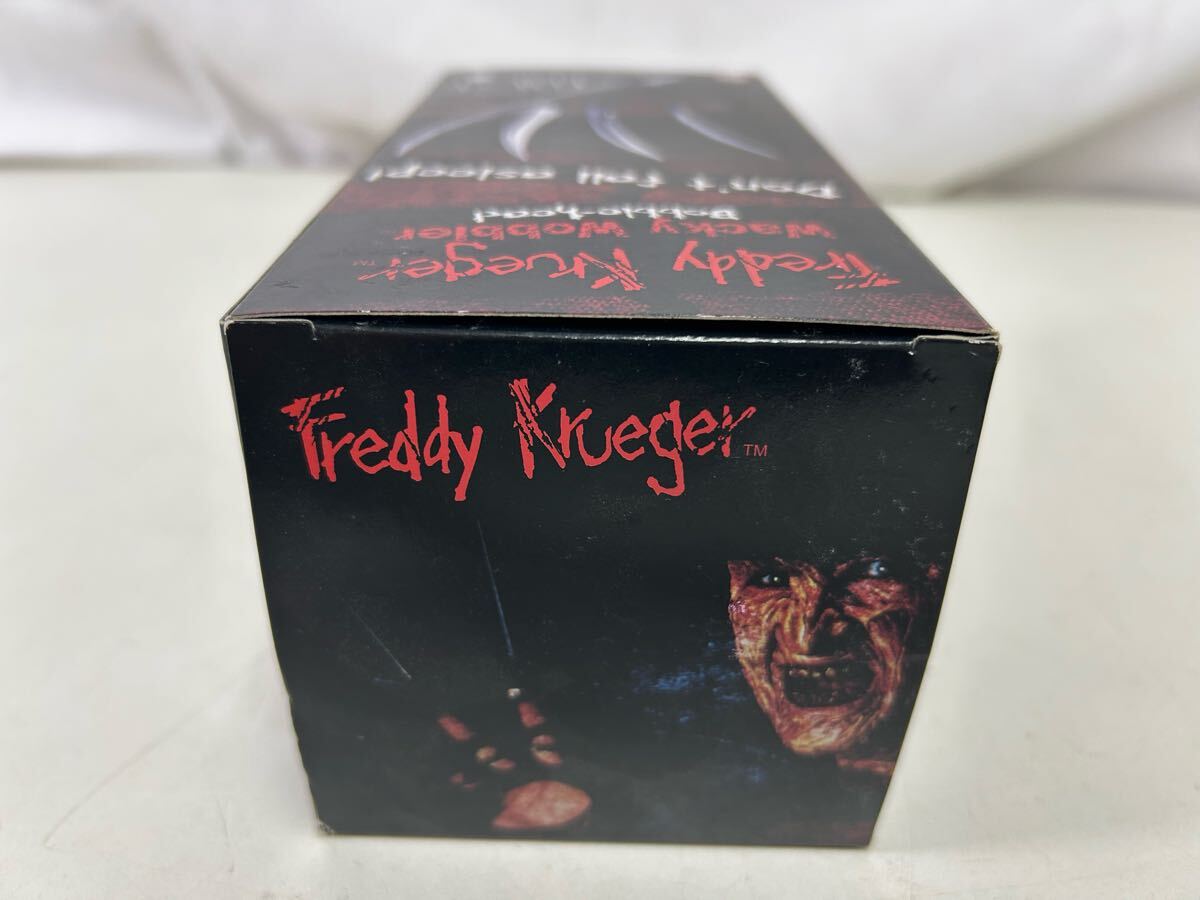 Don't fall asleep!
Bobble-head
Wacky Wobbler
Freddy Krueger™
Freddy Krueger™